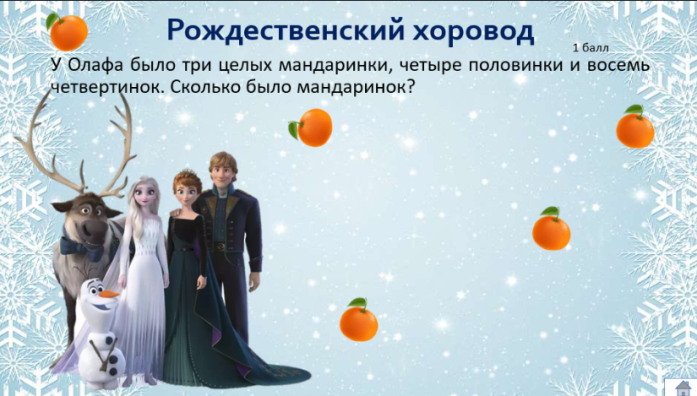 Рождественский хоровод
1 балл
У Олафа было три целых мандаринки, четыре половинки и восемь
четвертинок. Сколько было мандаринок?